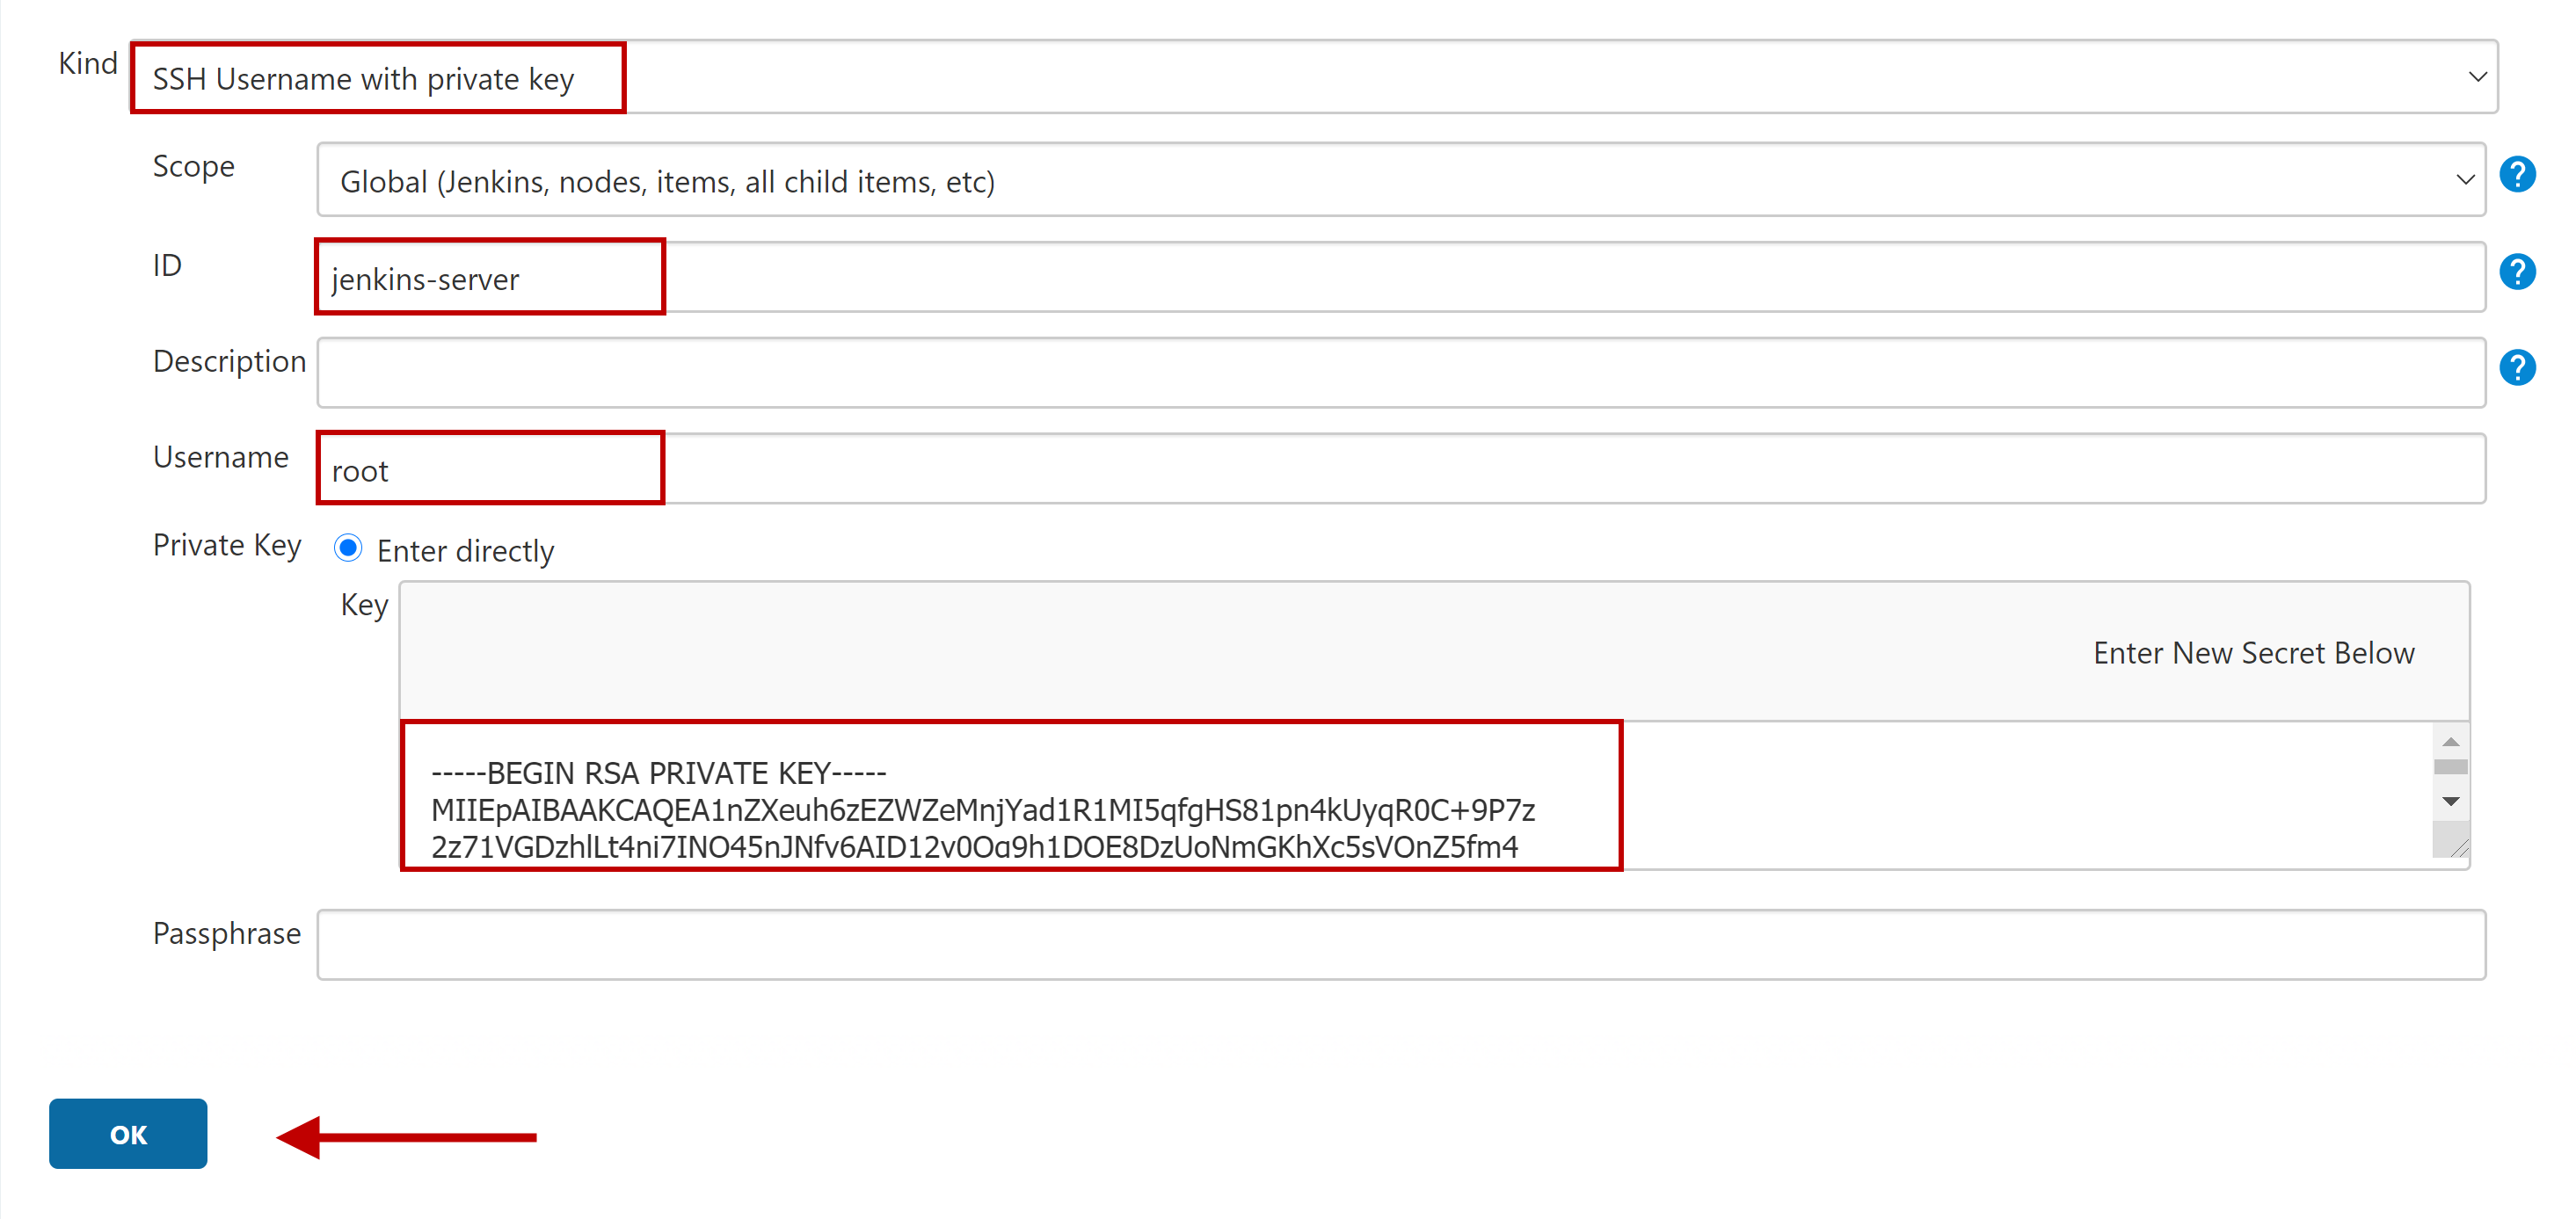 Kind SSH Username with private key
Scope Global (Jenkins, nodes, items, all child items, etc) ?
ID jenkins-server ?
Description ?
Username root
Private Key Enter directly
Key
Enter New Secret Below
-----BEGIN RSA PRIVATE KEY-----
MIIEpAIBAAKCAQEA1nZXeuh6zEZWZeMnjYad1R1MI5qfgHS81pn4kUyqR0C+9P7z
2z71VGDzhlLt4ni7INO45nJNfv6AID12v0Oq9h1DOE8DzUoNmGKhXc5sVOnZ5fm4
Passphrase
OK